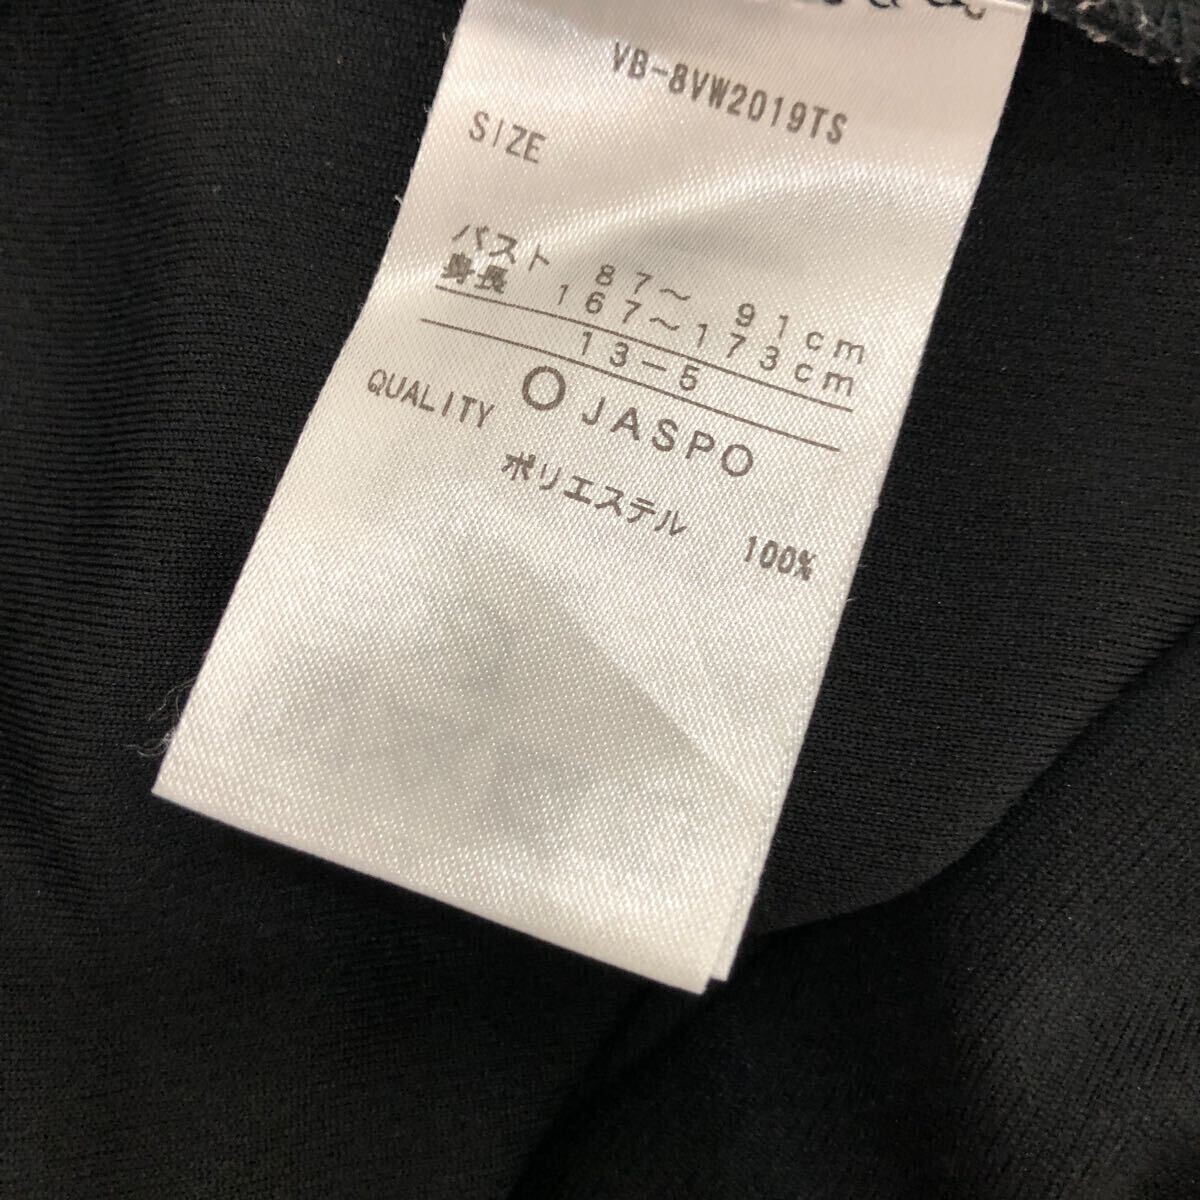 VB-8VW2019TS
SIZE
バスト 87〜 91cm
身長 167〜173cm
13-5
O JASPO
QUALITY
ポリエステル 100%